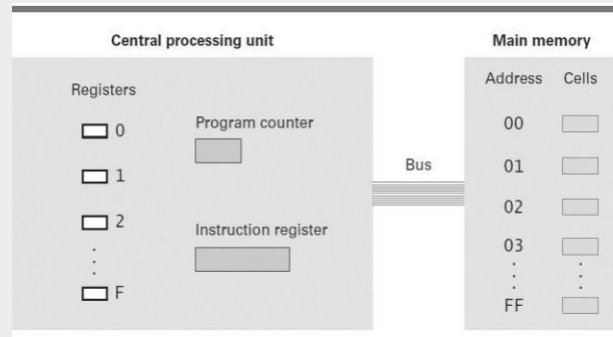 Central processing unit
Main memory
Registers
Address Cells
0
Program counter
00
1
Bus
01
2
Instruction register
02
03
F
FF